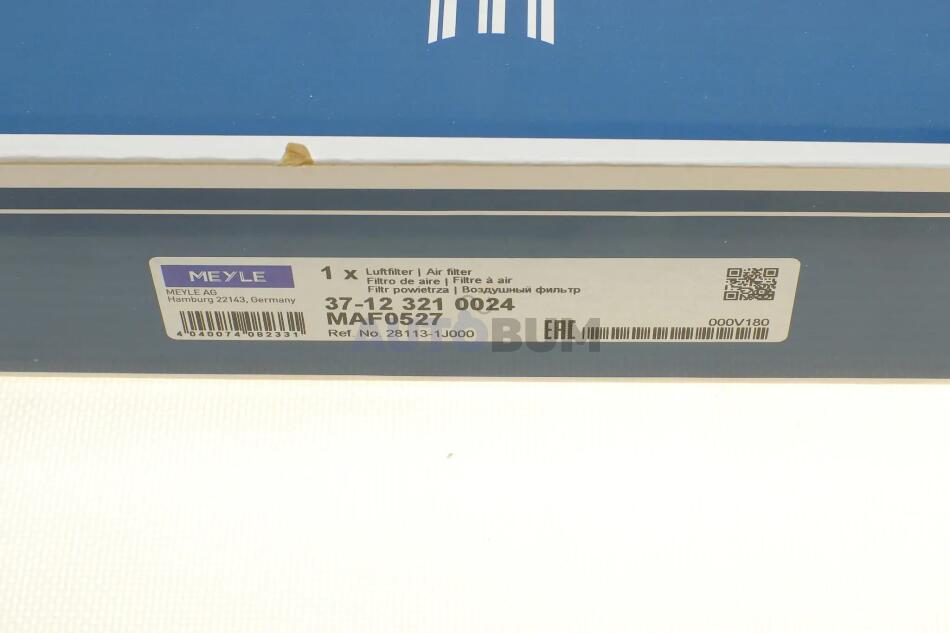 MEYLE
MEYLE AG
Hamburg 22143, Germany
4 040074 082331
1 x Luftfilter | Air filter
Filtro de aire | Filtre à air
Filtr powietrza | Воздушный фильтр
37-12 321 0024
MAF0527
Ref. No. 28113-1J000
EAC
000V180
AUTOBUM